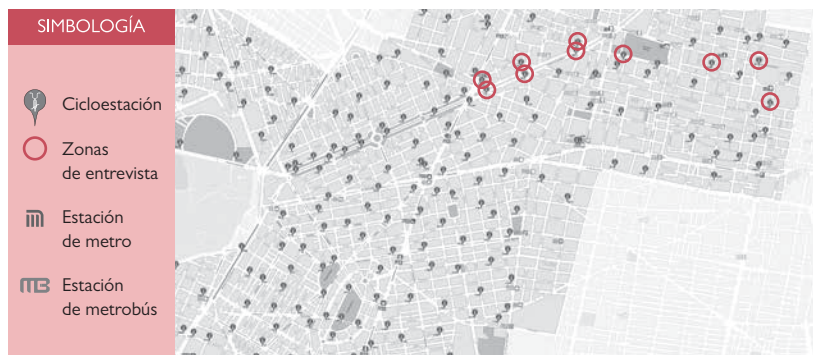 SIMBOLOGÍA
Cicloestación
Zonas
de entrevista
Estación
de metro
Estación
de metrobús